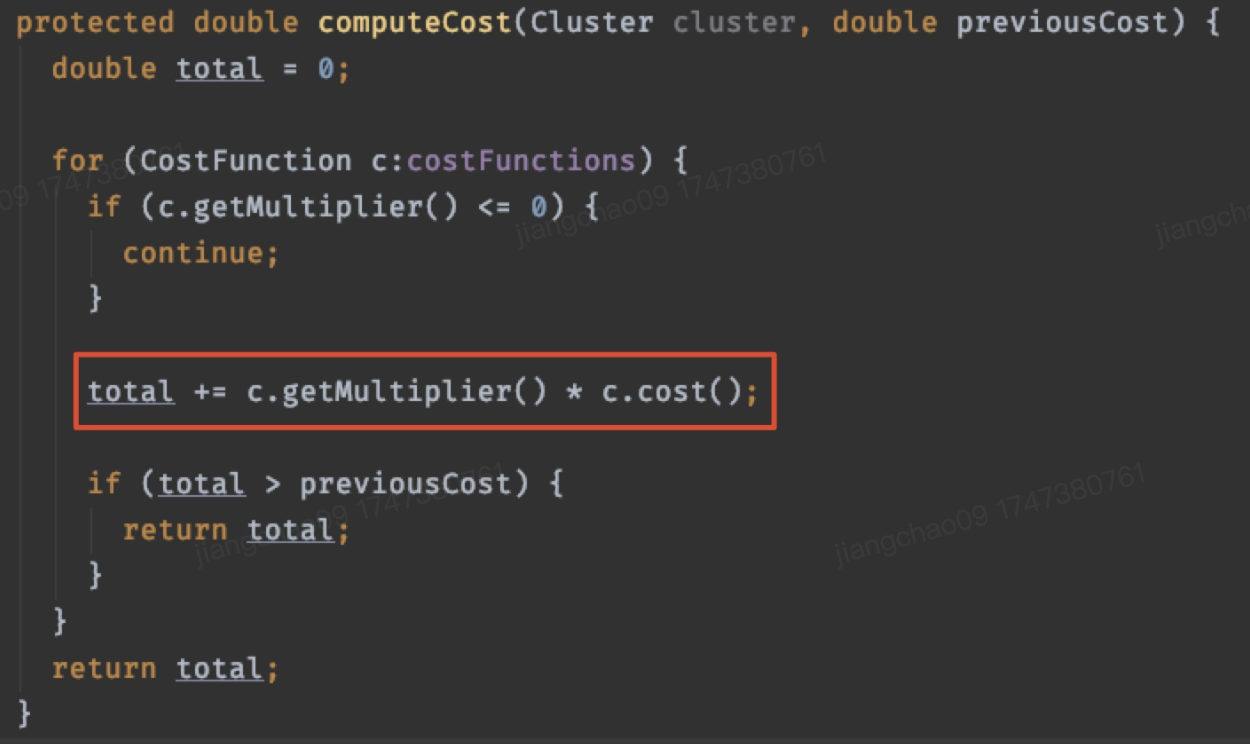 protected double computeCost(Cluster cluster, double previousCost) {
  double total = 0;

  for (CostFunction c:costFunctions) {
    if (c.getMultiplier() <= 0) {
      continue;
    }

    total += c.getMultiplier() * c.cost();

    if (total > previousCost) {
      return total;
    }
  }
  return total;
}
jiangchao09 1747380761
jiangchao09 1747380761